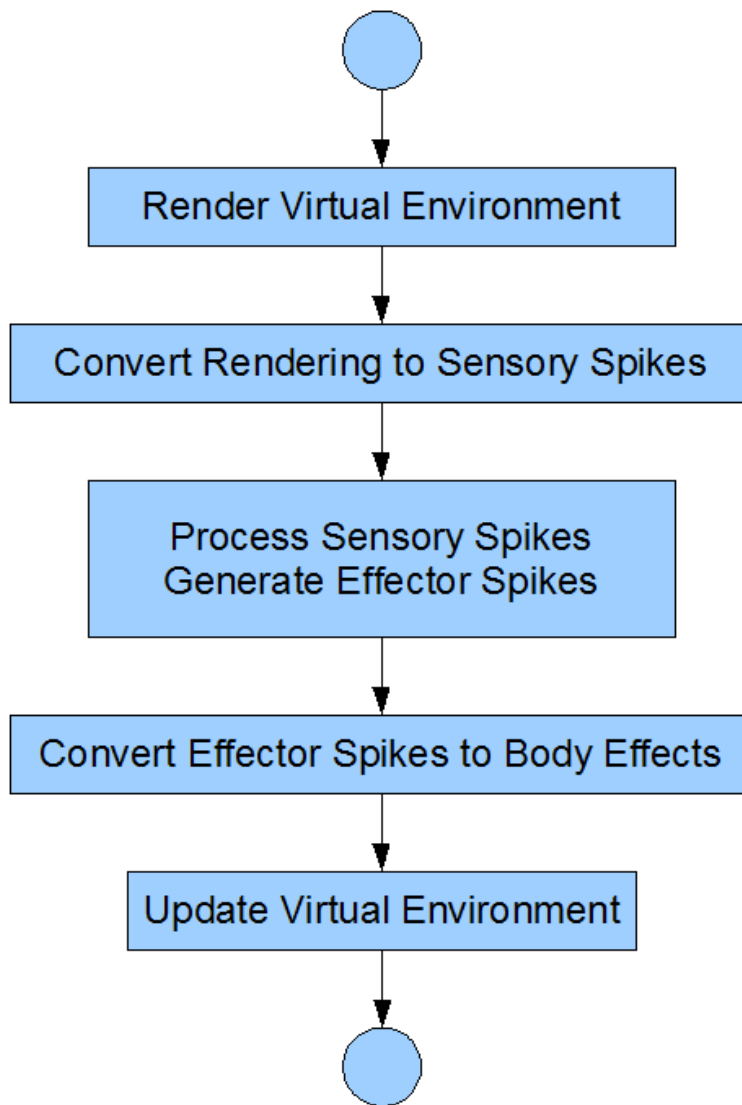 Render Virtual Environment
Convert Rendering to Sensory Spikes
Process Sensory Spikes
Generate Effector Spikes
Convert Effector Spikes to Body Effects
Update Virtual Environment